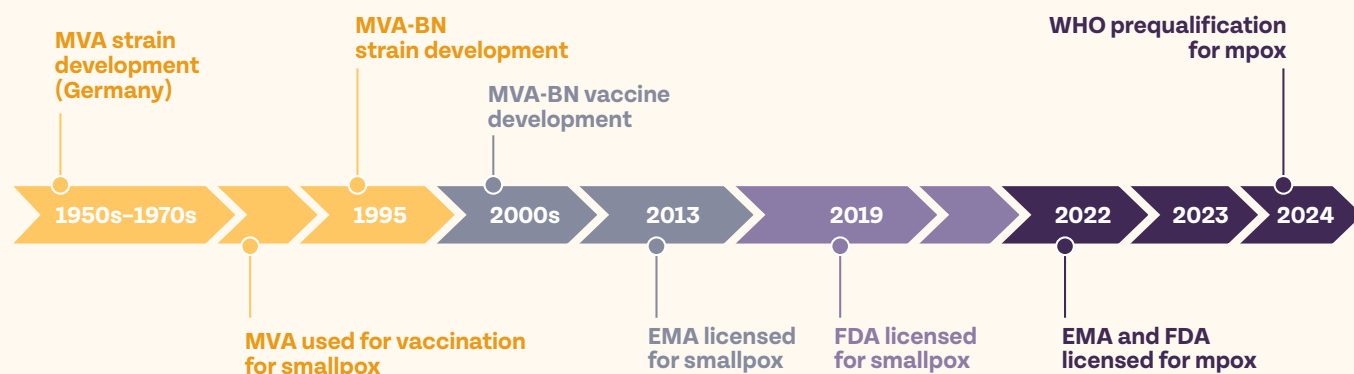 MVA strain
development
(Germany)
MVA-BN
strain development
MVA-BN vaccine
development
WHO prequalification
for mpox
1950s–1970s
1995
2000s
2013
2019
2022
2023
2024
MVA used for vaccination
for smallpox
EMA licensed
for smallpox
FDA licensed
for smallpox
EMA and FDA
licensed for mpox